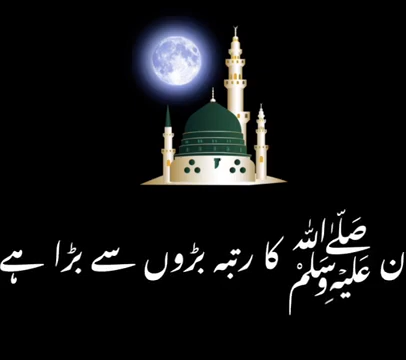 ن صلی اللہ علیہ وسلم کا رتبہ بڑوں سے بڑا ہے